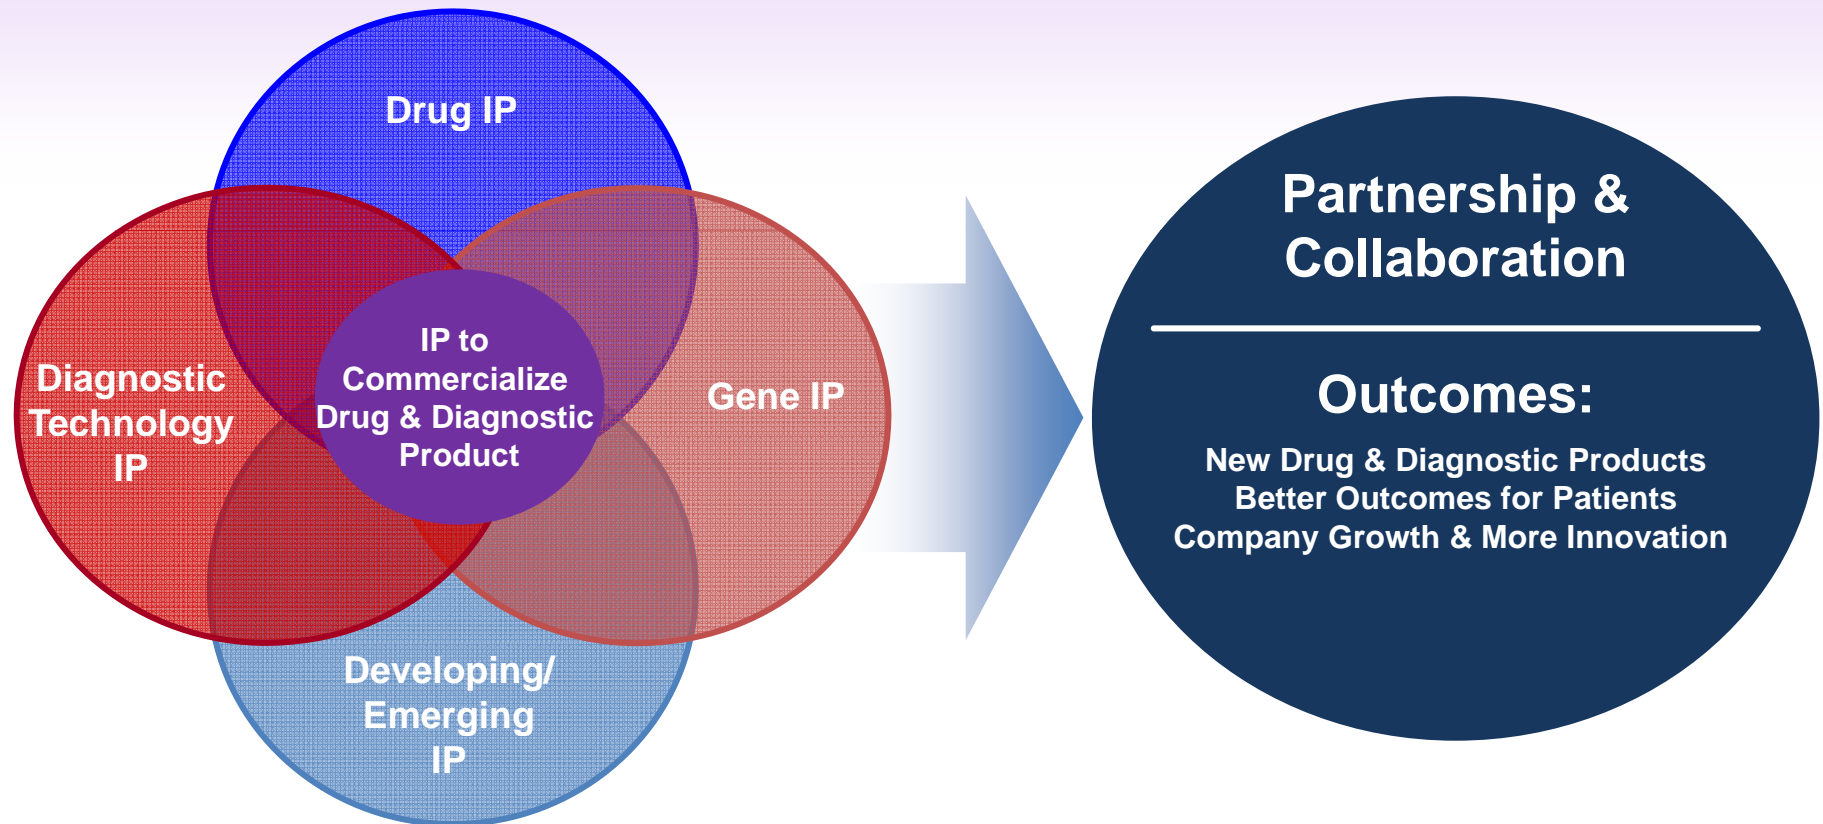 Drug IP
Diagnostic
Technology
IP
IP to
Commercialize
Drug & Diagnostic
Product
Gene IP
Developing/
Emerging
IP
Partnership &
Collaboration
Outcomes:
New Drug & Diagnostic Products
Better Outcomes for Patients
Company Growth & More Innovation